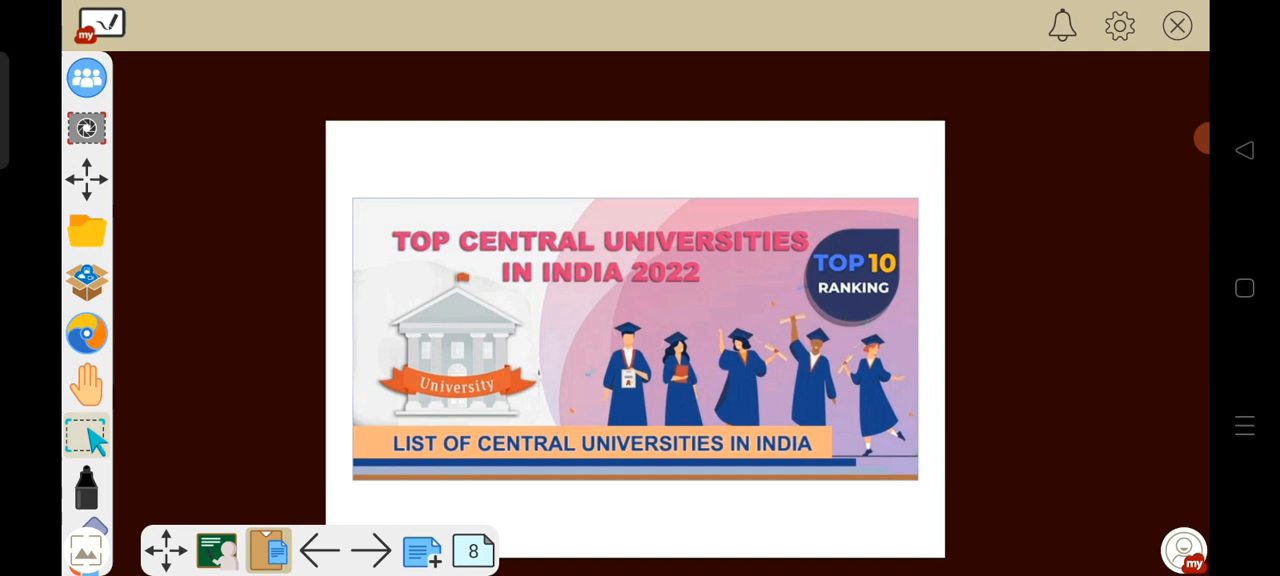 my
TOP CENTRAL UNIVERSITIES
IN INDIA 2022
TOP 10
RANKING
University
LIST OF CENTRAL UNIVERSITIES IN INDIA
8
my